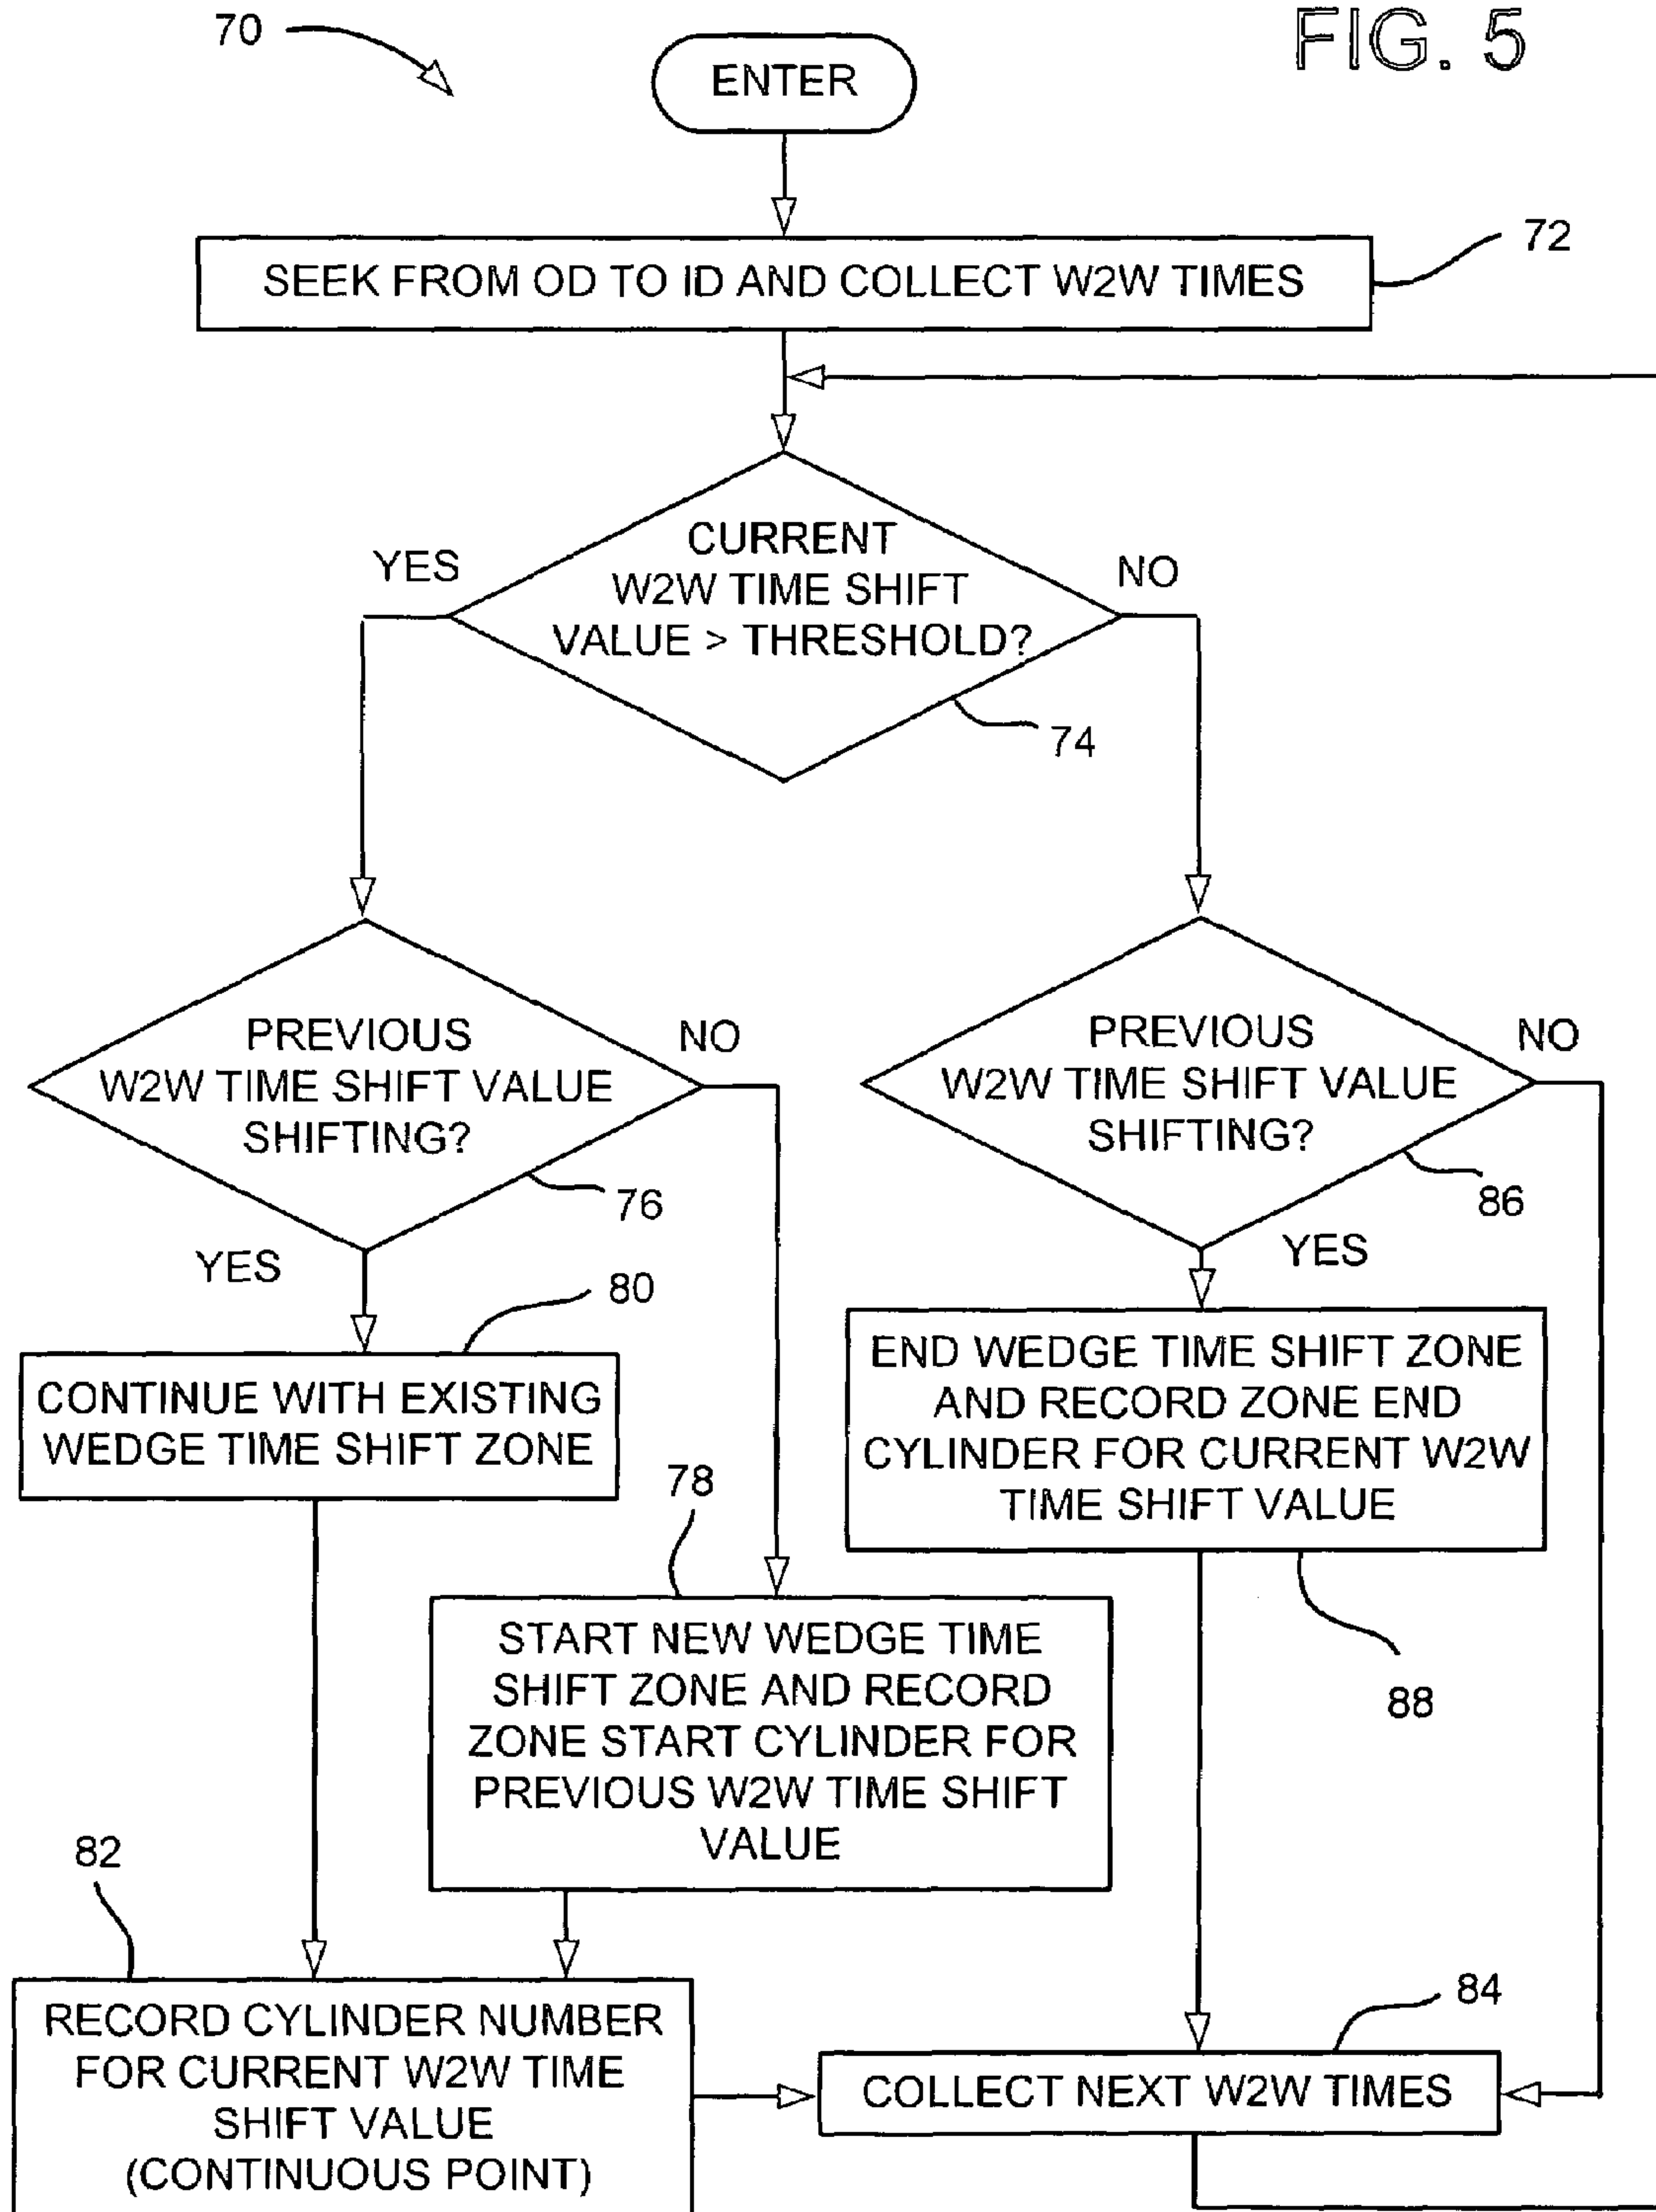 FIG. 5
70
ENTER
72
SEEK FROM OD TO ID AND COLLECT W2W TIMES
YES
CURRENT
W2W TIME SHIFT
VALUE > THRESHOLD?
NO
74
PREVIOUS
W2W TIME SHIFT VALUE
SHIFTING?
NO
76
YES
PREVIOUS
W2W TIME SHIFT VALUE
SHIFTING?
NO
86
YES
80
CONTINUE WITH EXISTING
WEDGE TIME SHIFT ZONE
END WEDGE TIME SHIFT ZONE
AND RECORD ZONE END
CYLINDER FOR CURRENT W2W
TIME SHIFT VALUE
88
78
START NEW WEDGE TIME
SHIFT ZONE AND RECORD
ZONE START CYLINDER FOR
PREVIOUS W2W TIME SHIFT
VALUE
82
RECORD CYLINDER NUMBER
FOR CURRENT W2W TIME
SHIFT VALUE
(CONTINUOUS POINT)
84
COLLECT NEXT W2W TIMES